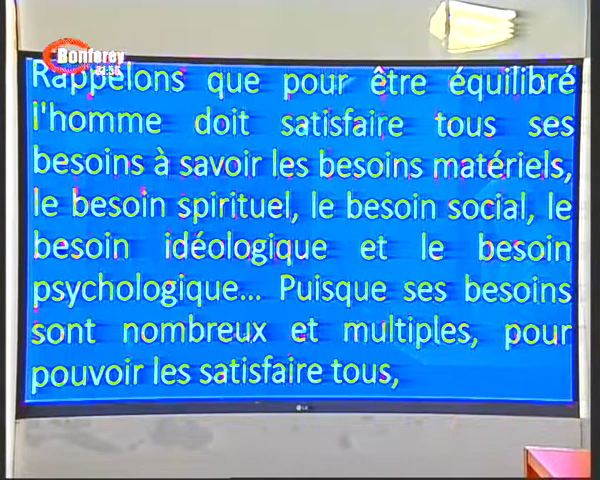 Bonferey
Rappelons que pour être équilibré
l'homme doit satisfaire tous ses
besoins à savoir les besoins matériels,
le besoin spirituel, le besoin social, le
besoin idéologique et le besoin
psychologique... Puisque ses besoins
sont nombreux et multiples, pour
pouvoir les satisfaire tous,
LG